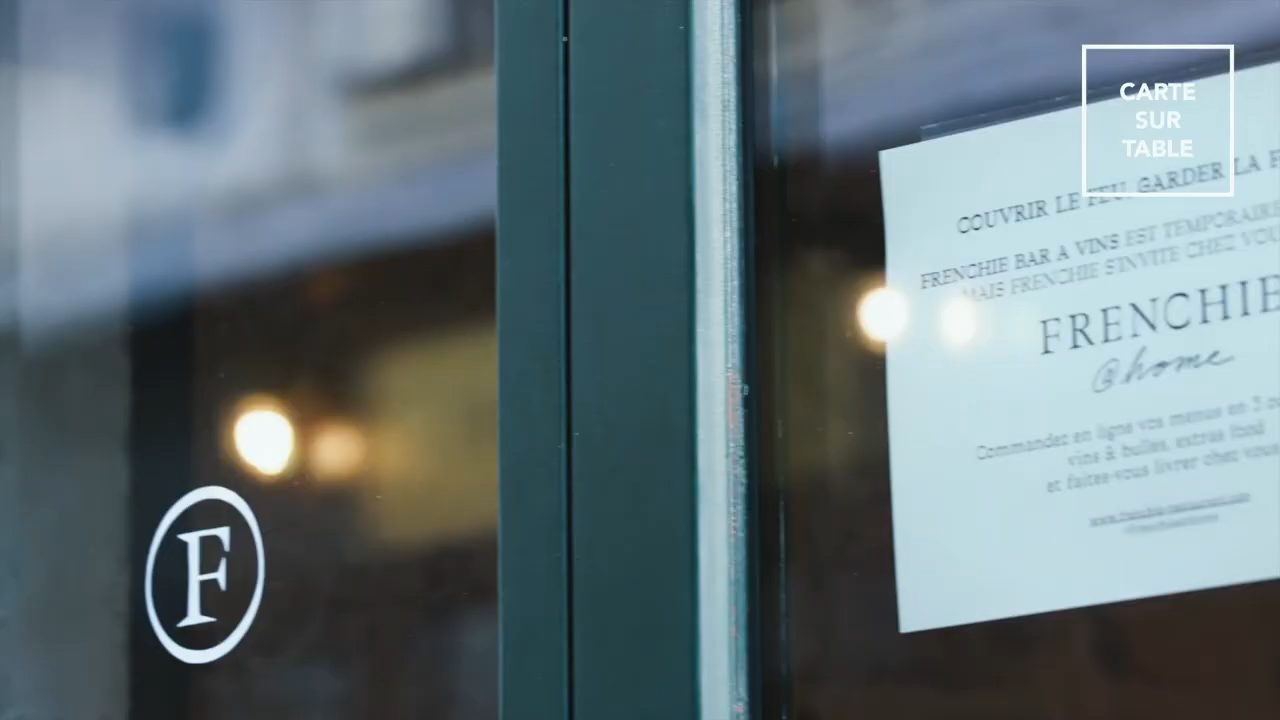 CARTE
SUR
TABLE
COUVRIR LE FEU, GARDER LA F
FRENCHIE BAR A VINS EST TEMPORAIRE
MAIS FRENCHIE S'INVITE CHEZ VOU
FRENCHIE
@home
Commandez en ligne vos menus en 3
vins & bulles, extras food
et faites-vous livrer chez vous
F